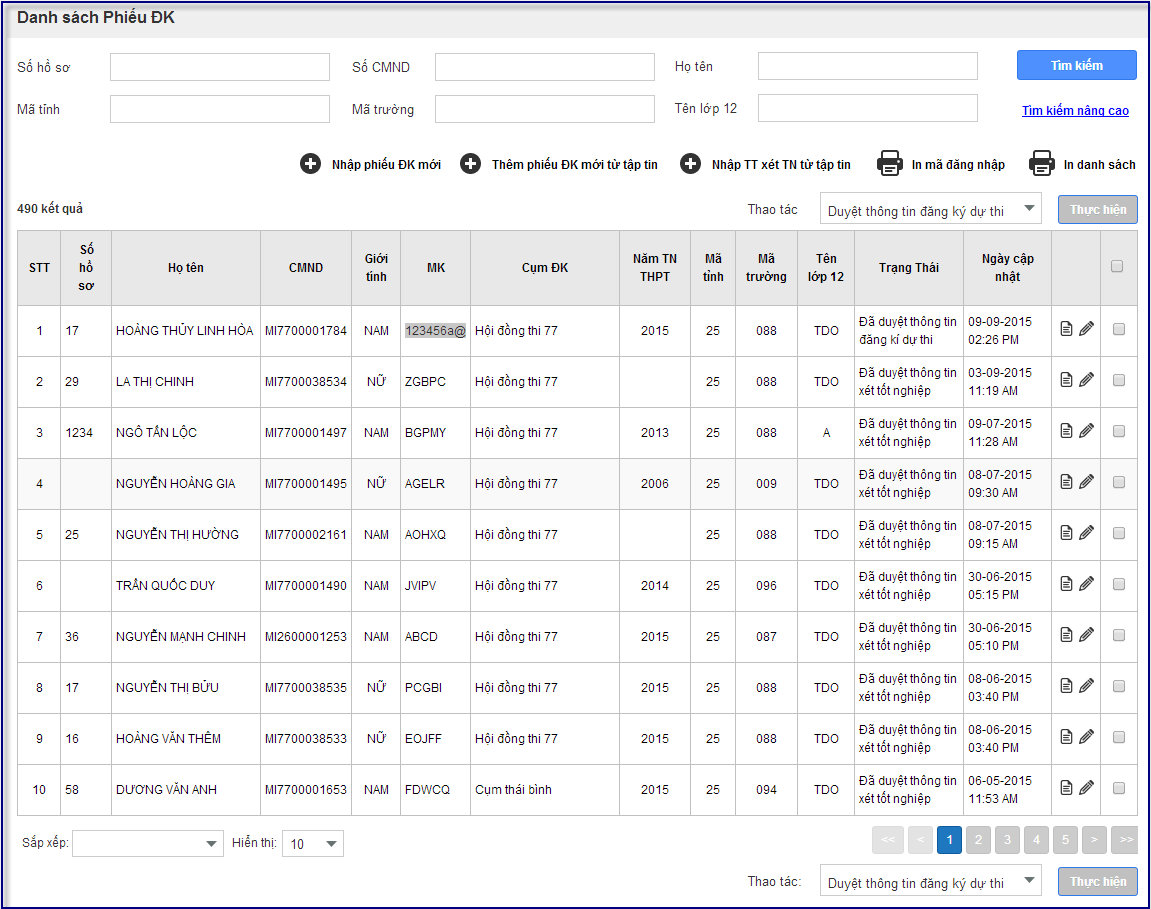 Danh sách Phiếu ĐK
Số hồ sơ Số CMND Họ tên Tìm kiếm
Mã tỉnh Mã trường Tên lớp 12 Tìm kiếm nâng cao
Nhập phiếu ĐK mới Thêm phiếu ĐK mới từ tập tin Nhập TT xét TN từ tập tin In mã đăng nhập In danh sách
490 kết quả Thao tác Duyệt thông tin đăng ký dự thi Thực hiện
STT Số hồ sơ Họ tên CMND Giới tính MK Cụm ĐK Năm TN THPT Mã tỉnh Mã trường Tên lớp 12 Trạng Thái Ngày cập nhật
1 17 HOÀNG THỦY LINH HÒA MI7700001784 NAM 123456a@ Hội đồng thi 77 2015 25 088 TDO Đã duyệt thông tin đăng kí dự thi 09-09-2015 02:26 PM
2 29 LA THỊ CHINH MI7700038534 NỮ ZGBPC Hội đồng thi 77 25 088 TDO Đã duyệt thông tin xét tốt nghiệp 03-09-2015 11:19 AM
3 1234 NGÔ TẤN LỘC MI7700001497 NAM BGPMY Hội đồng thi 77 2013 25 088 A Đã duyệt thông tin xét tốt nghiệp 09-07-2015 11:28 AM
4 NGUYỄN HOÀNG GIA MI7700001495 NỮ AGELR Hội đồng thi 77 2006 25 009 TDO Đã duyệt thông tin xét tốt nghiệp 08-07-2015 09:30 AM
5 25 NGUYỄN THỊ HƯỜNG MI7700002161 NAM AOHXQ Hội đồng thi 77 25 088 TDO Đã duyệt thông tin xét tốt nghiệp 08-07-2015 09:15 AM
6 TRẦN QUỐC DUY MI7700001490 NAM JVIPV Hội đồng thi 77 2014 25 096 TDO Đã duyệt thông tin xét tốt nghiệp 30-06-2015 05:15 PM
7 36 NGUYỄN MẠNH CHINH MI2600001253 NAM ABCD Hội đồng thi 77 2015 25 087 TDO Đã duyệt thông tin xét tốt nghiệp 30-06-2015 05:10 PM
8 17 NGUYỄN THỊ BỬU MI7700038535 NỮ PCGBI Hội đồng thi 77 2015 25 088 TDO Đã duyệt thông tin xét tốt nghiệp 08-06-2015 03:40 PM
9 16 HOÀNG VĂN THÊM MI7700038533 NỮ EOJFF Hội đồng thi 77 2015 25 088 TDO Đã duyệt thông tin xét tốt nghiệp 08-06-2015 03:40 PM
10 58 DƯƠNG VĂN ANH MI7700001653 NAM FDWCQ Cụm thái bình 2015 25 094 TDO Đã duyệt thông tin xét tốt nghiệp 06-05-2015 11:53 AM
Sắp xếp: Hiển thị: 10 << < 1 2 3 4 5 > >>
Thao tác: Duyệt thông tin đăng ký dự thi Thực hiện